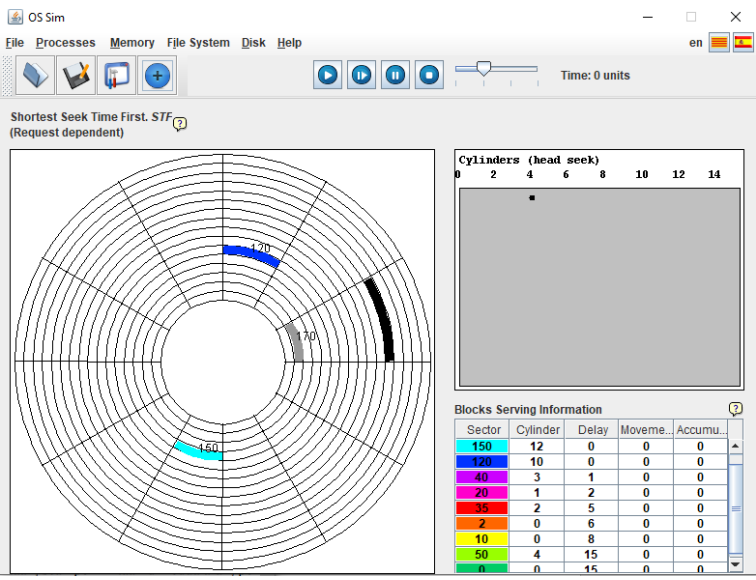 OS Sim
File Processes Memory File System Disk Help
en
Time: 0 units
Shortest Seek Time First. STF
(Request dependent)
?
120
170
150
Cylinders (head seek)
0 2 4 6 8 10 12 14
Blocks Serving Information
?
Sector Cylinder Delay Moveme... Accumu...
150 12 0 0 0
120 10 0 0 0
40 3 1 0 0
20 1 2 0 0
35 2 5 0 0
2 0 6 0 0
10 0 8 0 0
50 4 15 0 0
0 0 15 0 0